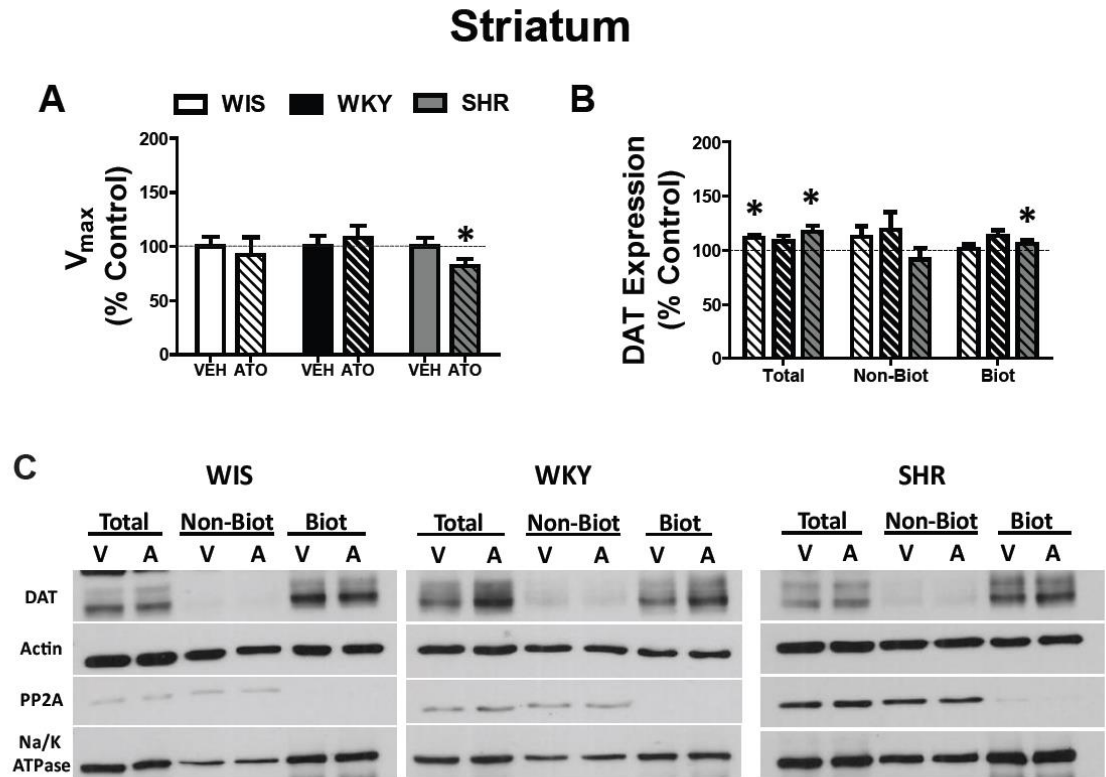 Striatum
A
WIS WKY SHR
V max
(% Control)
200
150
100
50
0
*
VEH ATO VEH ATO VEH ATO
B
DAT Expression
(% Control)
200
150
100
50
0
* * *
Total Non-Biot Biot
C
WIS WKY SHR
Total Non-Biot Biot Total Non-Biot Biot Total Non-Biot Biot
V A V A V A V A V A V A V A V A V A
DAT
Actin
PP2A
Na/K
ATPase